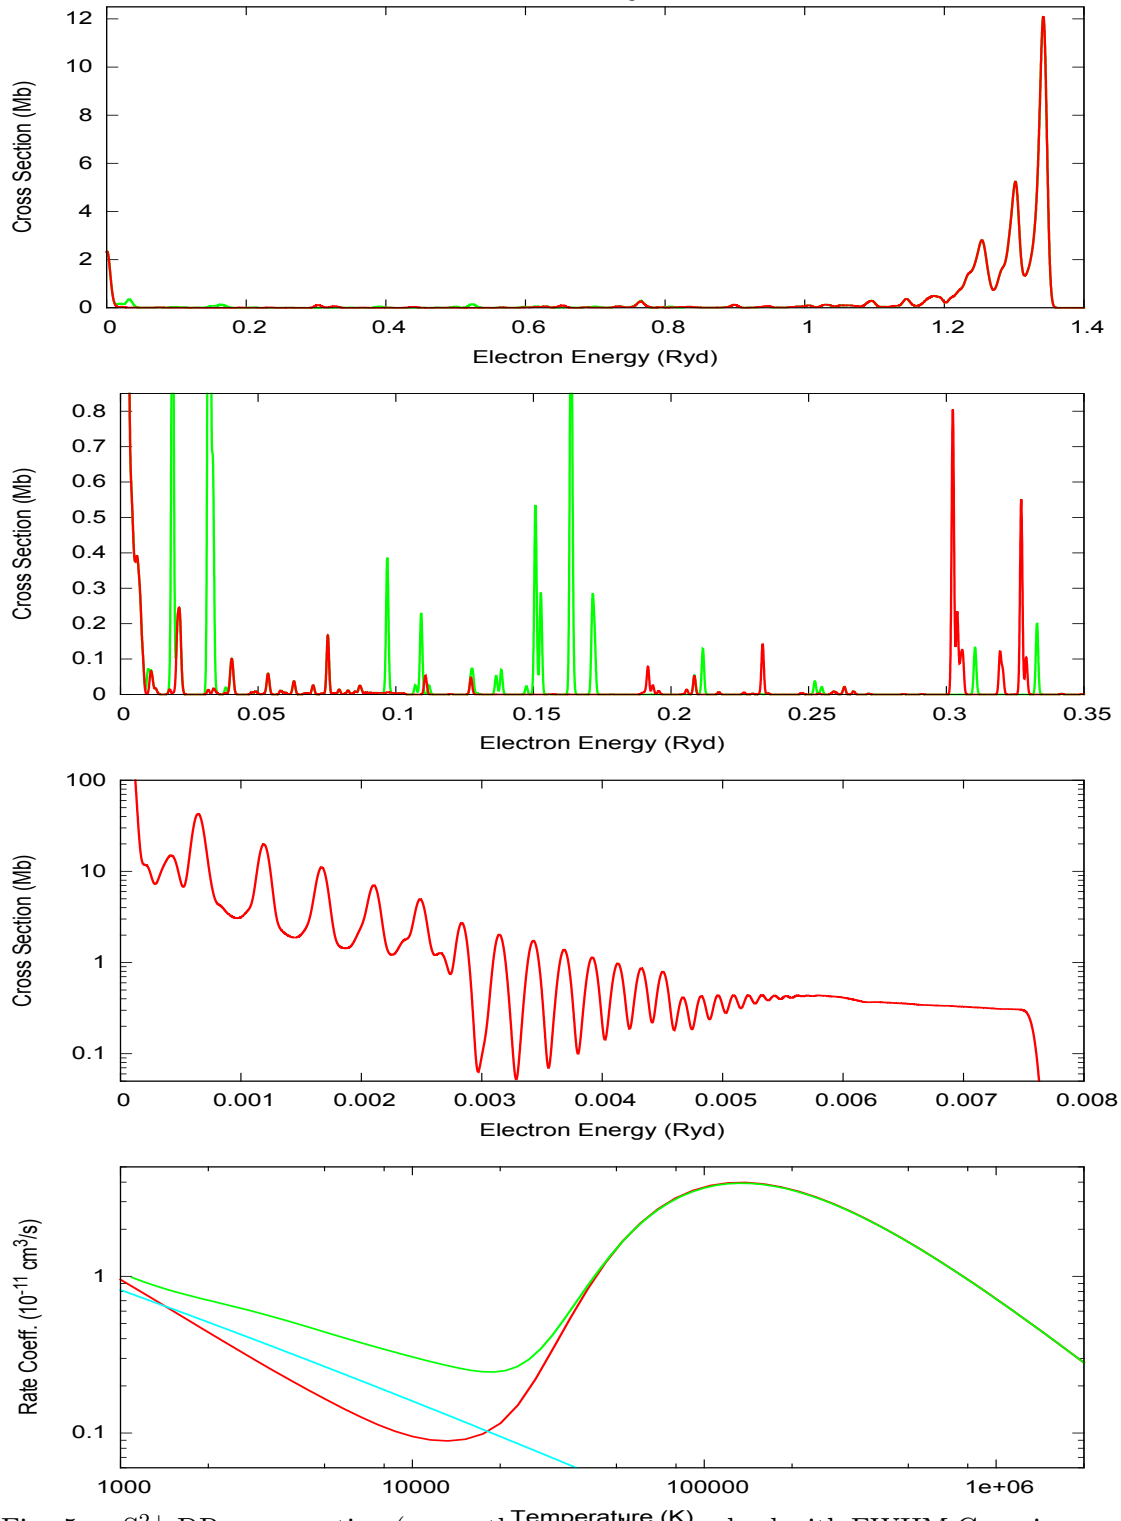 12
10
8
6
4
2
0
Cross Section (Mb)
0 0.2 0.4 0.6 0.8 1 1.2 1.4
Electron Energy (Ryd)
0.8
0.7
0.6
0.5
0.4
0.3
0.2
0.1
0
Cross Section (Mb)
0 0.05 0.1 0.15 0.2 0.25 0.3 0.35
Electron Energy (Ryd)
100
10
1
0.1
Cross Section (Mb)
0 0.001 0.002 0.003 0.004 0.005 0.006 0.007 0.008
Electron Energy (Ryd)
1
0.1
Rate Coeff. (10⁻¹¹ cm³/s)
1000 10000 100000 1e+06
Temperature (K)